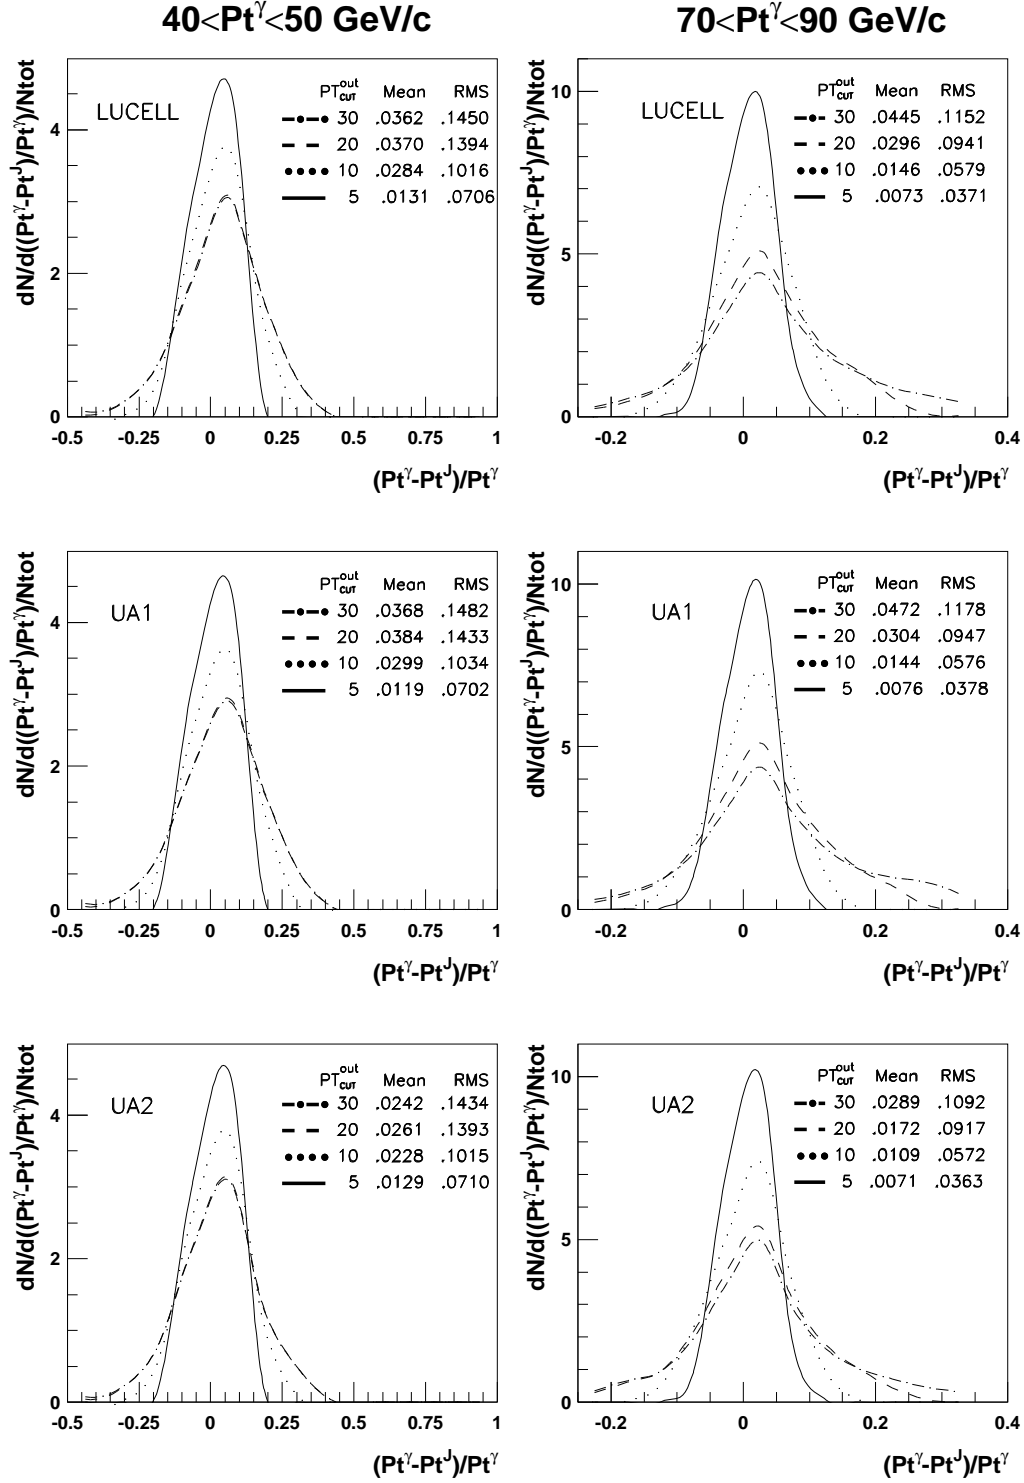 40<Pt^γ<50 GeV/c
70<Pt^γ<90 GeV/c
dN/d((Pt^γ-Pt^J)/Pt^γ)/Ntot
LUCELL
PT^out_CUT Mean RMS
30 .0362 .1450
20 .0370 .1394
10 .0284 .1016
5 .0131 .0706
4
2
0
-0.5 -0.25 0 0.25 0.5 0.75 1
(Pt^γ-Pt^J)/Pt^γ
dN/d((Pt^γ-Pt^J)/Pt^γ)/Ntot
LUCELL
PT^out_CUT Mean RMS
30 .0445 .1152
20 .0296 .0941
10 .0146 .0579
5 .0073 .0371
10
5
0
-0.2 0 0.2 0.4
(Pt^γ-Pt^J)/Pt^γ
dN/d((Pt^γ-Pt^J)/Pt^γ)/Ntot
UA1
PT^out_CUT Mean RMS
30 .0368 .1482
20 .0384 .1433
10 .0299 .1034
5 .0119 .0702
4
2
0
-0.5 -0.25 0 0.25 0.5 0.75 1
(Pt^γ-Pt^J)/Pt^γ
dN/d((Pt^γ-Pt^J)/Pt^γ)/Ntot
UA1
PT^out_CUT Mean RMS
30 .0472 .1178
20 .0304 .0947
10 .0144 .0576
5 .0076 .0378
10
5
0
-0.2 0 0.2 0.4
(Pt^γ-Pt^J)/Pt^γ
dN/d((Pt^γ-Pt^J)/Pt^γ)/Ntot
UA2
PT^out_CUT Mean RMS
30 .0242 .1434
20 .0261 .1393
10 .0228 .1015
5 .0129 .0710
4
2
0
-0.5 -0.25 0 0.25 0.5 0.75 1
(Pt^γ-Pt^J)/Pt^γ
dN/d((Pt^γ-Pt^J)/Pt^γ)/Ntot
UA2
PT^out_CUT Mean RMS
30 .0289 .1092
20 .0172 .0917
10 .0109 .0572
5 .0071 .0363
10
5
0
-0.2 0 0.2 0.4
(Pt^γ-Pt^J)/Pt^γ